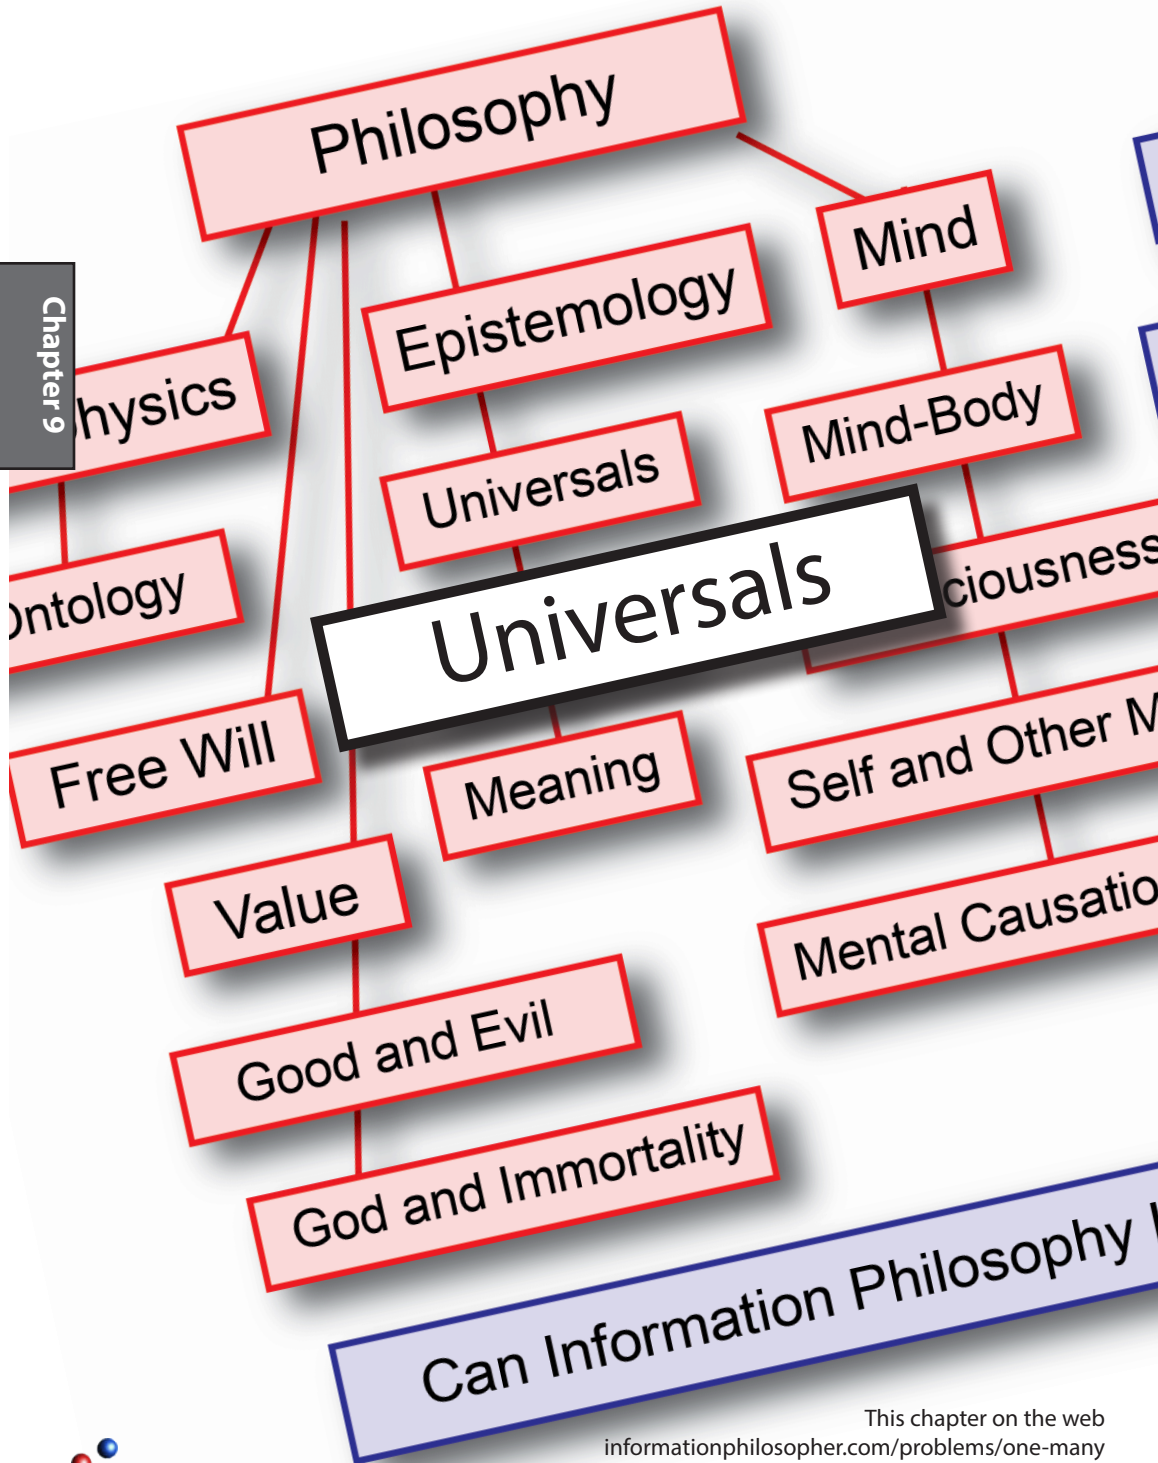 Philosophy
Mind
Epistemology
Chapter 9
hysics
Mind-Body
Universals
Universals
ciousness
Ontology
Free Will
Meaning
Self and Other M
Value
Mental Causatio
Good and Evil
God and Immortality
Can Information Philosophy
This chapter on the web
informationphilosopher.com/problems/one-many